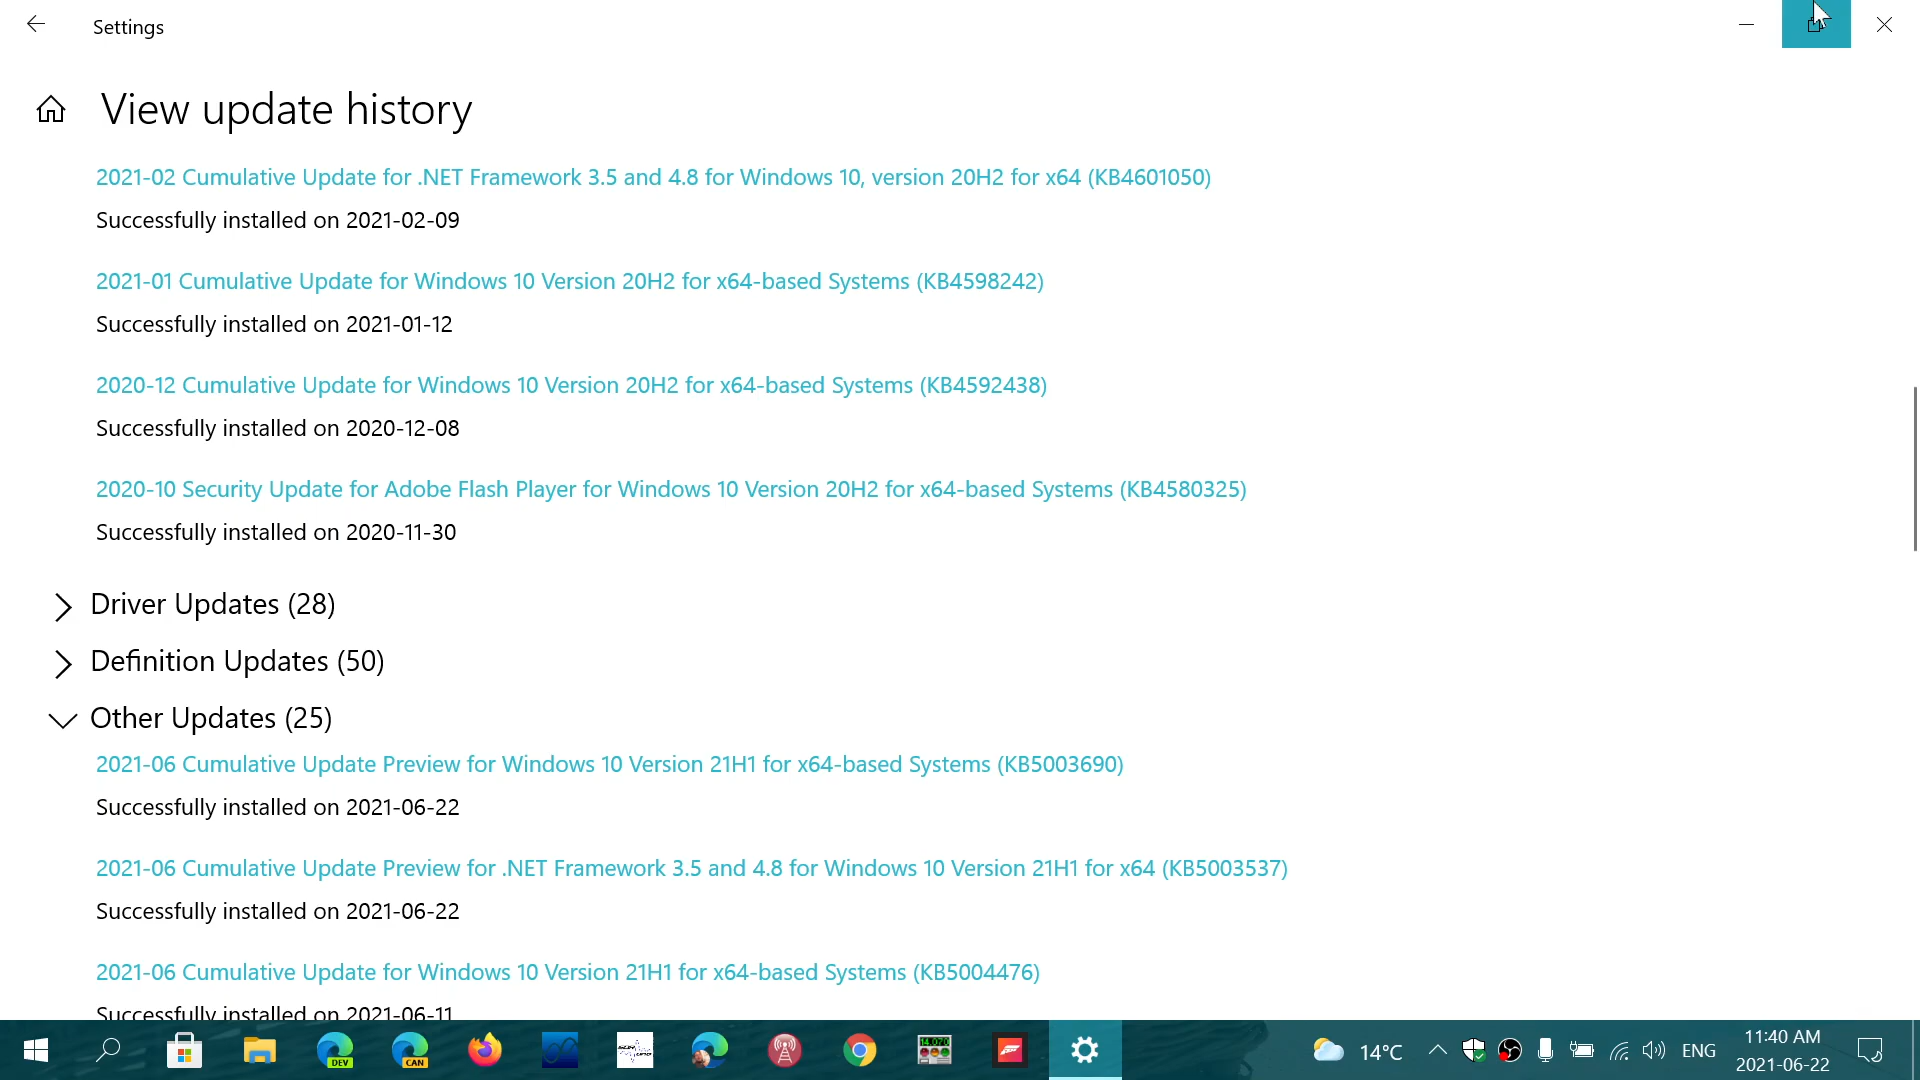 Settings
View update history
2021-02 Cumulative Update for .NET Framework 3.5 and 4.8 for Windows 10, version 20H2 for x64 (KB4601050)
Successfully installed on 2021-02-09
2021-01 Cumulative Update for Windows 10 Version 20H2 for x64-based Systems (KB4598242)
Successfully installed on 2021-01-12
2020-12 Cumulative Update for Windows 10 Version 20H2 for x64-based Systems (KB4592438)
Successfully installed on 2020-12-08
2020-10 Security Update for Adobe Flash Player for Windows 10 Version 20H2 for x64-based Systems (KB4580325)
Successfully installed on 2020-11-30
Driver Updates (28)
Definition Updates (50)
Other Updates (25)
2021-06 Cumulative Update Preview for Windows 10 Version 21H1 for x64-based Systems (KB5003690)
Successfully installed on 2021-06-22
2021-06 Cumulative Update Preview for .NET Framework 3.5 and 4.8 for Windows 10 Version 21H1 for x64 (KB5003537)
Successfully installed on 2021-06-22
2021-06 Cumulative Update for Windows 10 Version 21H1 for x64-based Systems (KB5004476)
Successfully installed on 2021-06-11
DEV
CAN
14°C
ENG
11:40 AM
2021-06-22